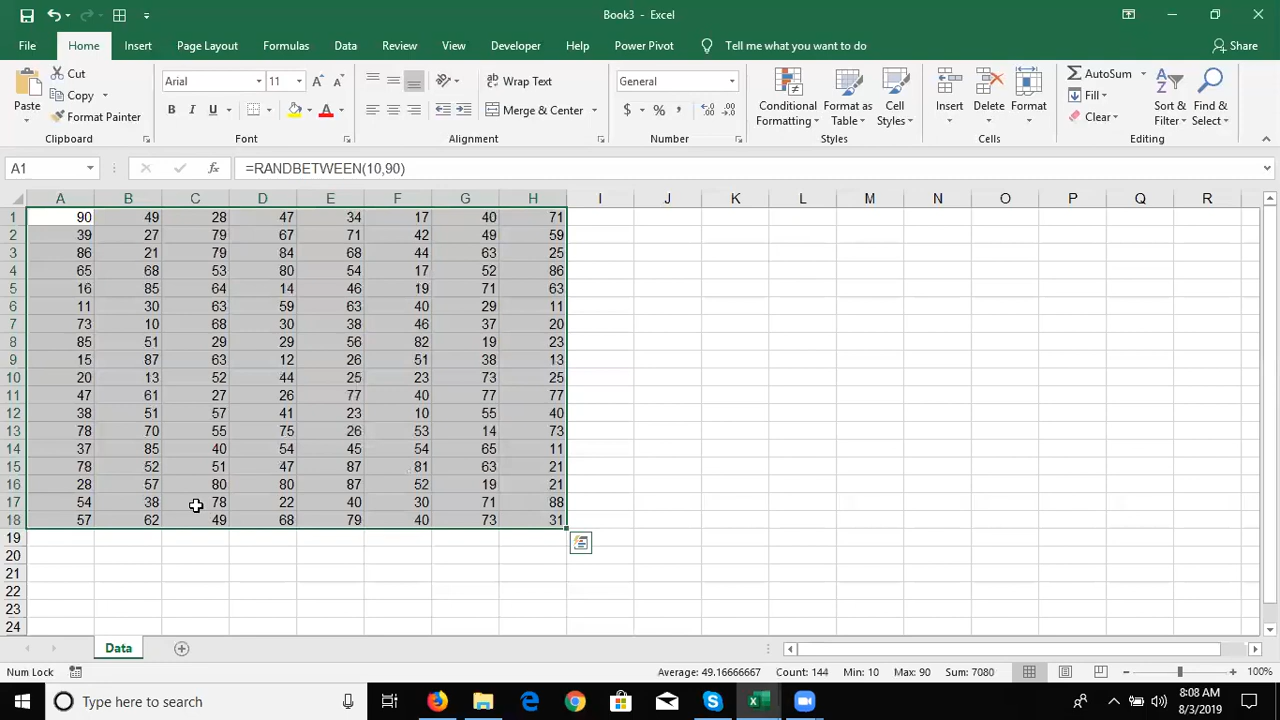 Book3 - Excel
File Home Insert Page Layout Formulas Data Review View Developer Help Power Pivot Tell me what you want to do Share
Paste Cut Copy Format Painter Clipboard
Arial 11 B I U A Font
Wrap Text Merge & Center Alignment
General $ % , Number
Conditional Formatting Format as Table Cell Styles Styles
Insert Delete Format Cells
AutoSum Fill Clear Sort & Filter Find & Select Editing
A1 fx =RANDBETWEEN(10,90)
A B C D E F G H I J K L M N O P Q R
1 90 49 28 47 34 17 40 71
2 39 27 79 67 71 42 49 59
3 86 21 79 84 68 44 63 25
4 65 68 53 80 54 17 52 86
5 16 85 64 14 46 19 71 63
6 11 30 63 59 63 40 29 11
7 73 10 68 30 38 46 37 20
8 85 51 29 29 56 82 19 23
9 15 87 63 12 26 51 38 13
10 20 13 52 44 25 23 73 25
11 47 61 27 26 77 40 77 77
12 38 51 57 41 23 10 55 40
13 78 70 55 75 26 53 14 73
14 37 85 40 54 45 54 65 11
15 78 52 51 47 87 81 63 21
16 28 57 80 80 87 52 19 21
17 54 38 78 22 40 30 71 88
18 57 62 49 68 79 40 73 31
19
20
21
22
23
24
Data
Num Lock Average: 49.16666667 Count: 144 Min: 10 Max: 90 Sum: 7080 100%
Type here to search 8:08 AM
8/3/2019